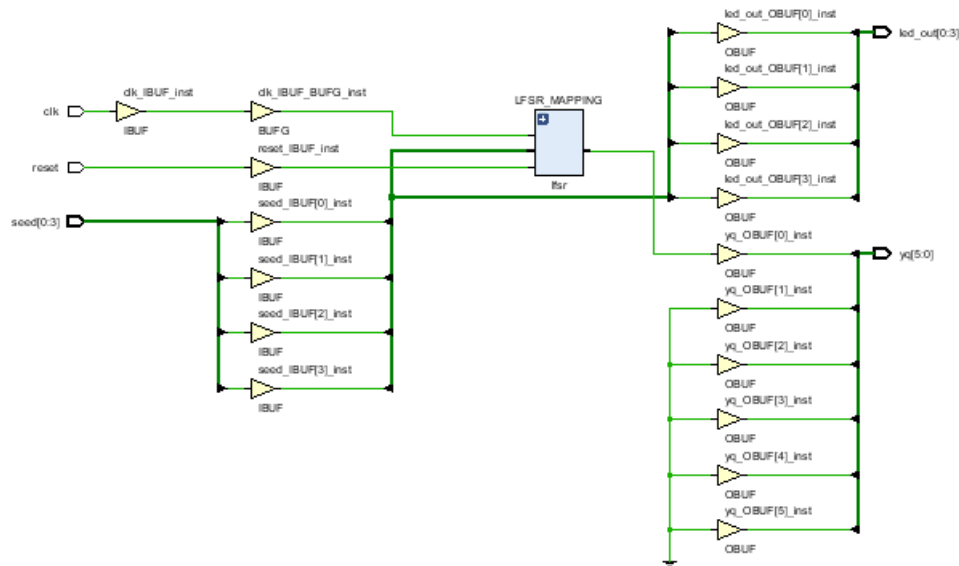 clk
clk_IBUF_inst
IBUF
clk_IBUF_BUFG_inst
BUFG
reset
reset_IBUF_inst
IBUF
seed[0:3]
seed_IBUF[0]_inst
IBUF
seed_IBUF[1]_inst
IBUF
seed_IBUF[2]_inst
IBUF
seed_IBUF[3]_inst
IBUF
LFSR_MAPPING
lfsr
led_out_OBUF[0]_inst
OBUF
led_out_OBUF[1]_inst
OBUF
led_out_OBUF[2]_inst
OBUF
led_out_OBUF[3]_inst
OBUF
led_out[0:3]
yq_OBUF[0]_inst
OBUF
yq_OBUF[1]_inst
OBUF
yq_OBUF[2]_inst
OBUF
yq_OBUF[3]_inst
OBUF
yq_OBUF[4]_inst
OBUF
yq_OBUF[5]_inst
OBUF
yq[5:0]